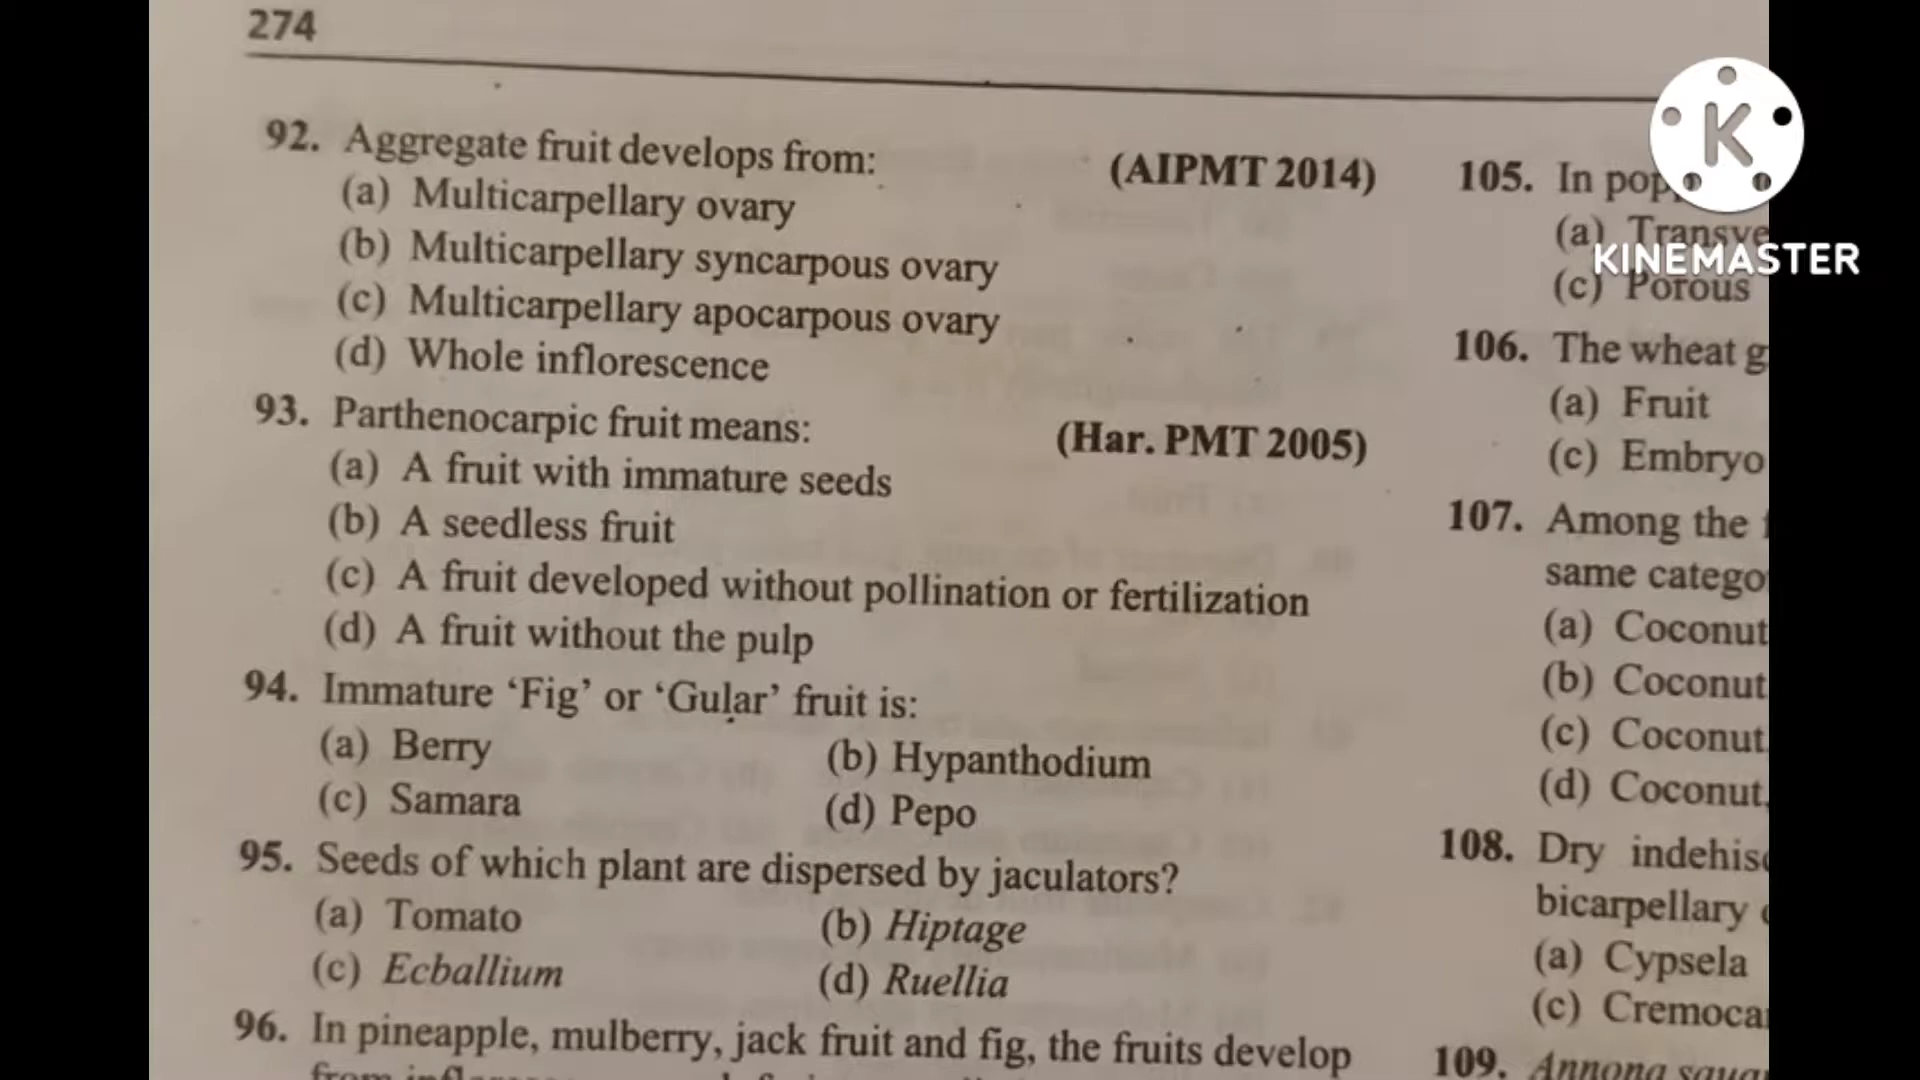 274
92. Aggregate fruit develops from: (AIPMT 2014)
(a) Multicarpellary ovary
(b) Multicarpellary syncarpous ovary
(c) Multicarpellary apocarpous ovary
(d) Whole inflorescence
93. Parthenocarpic fruit means: (Har. PMT 2005)
(a) A fruit with immature seeds
(b) A seedless fruit
(c) A fruit developed without pollination or fertilization
(d) A fruit without the pulp
94. Immature ‘Fig’ or ‘Gular’ fruit is:
(a) Berry (b) Hypanthodium
(c) Samara (d) Pepo
95. Seeds of which plant are dispersed by jaculators?
(a) Tomato (b) Hiptage
(c) Ecballium (d) Ruellia
96. In pineapple, mulberry, jack fruit and fig, the fruits develop
105. In
(a)
(c) Porous
106. The wheat
(a) Fruit
(c) Embryo
107. Among the
same
(a) Coconut
(b) Coconut
(c) Coconut
(d) Coconut,
108. Dry
bicarpellary
(a) Cypsela
(c)
109. Annona
K
KINEMASTER